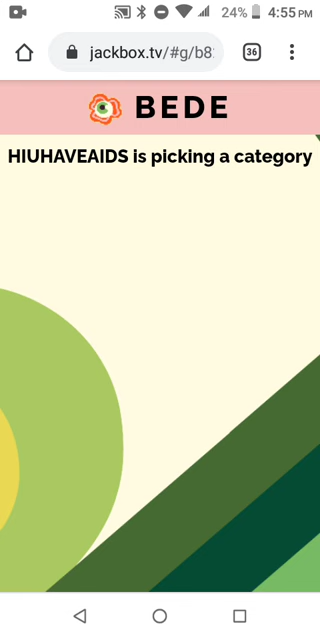 24% 4:55 PM
jackbox.tv/#g/b8
36
BEDE
HIUHAVEAIDS is picking a category